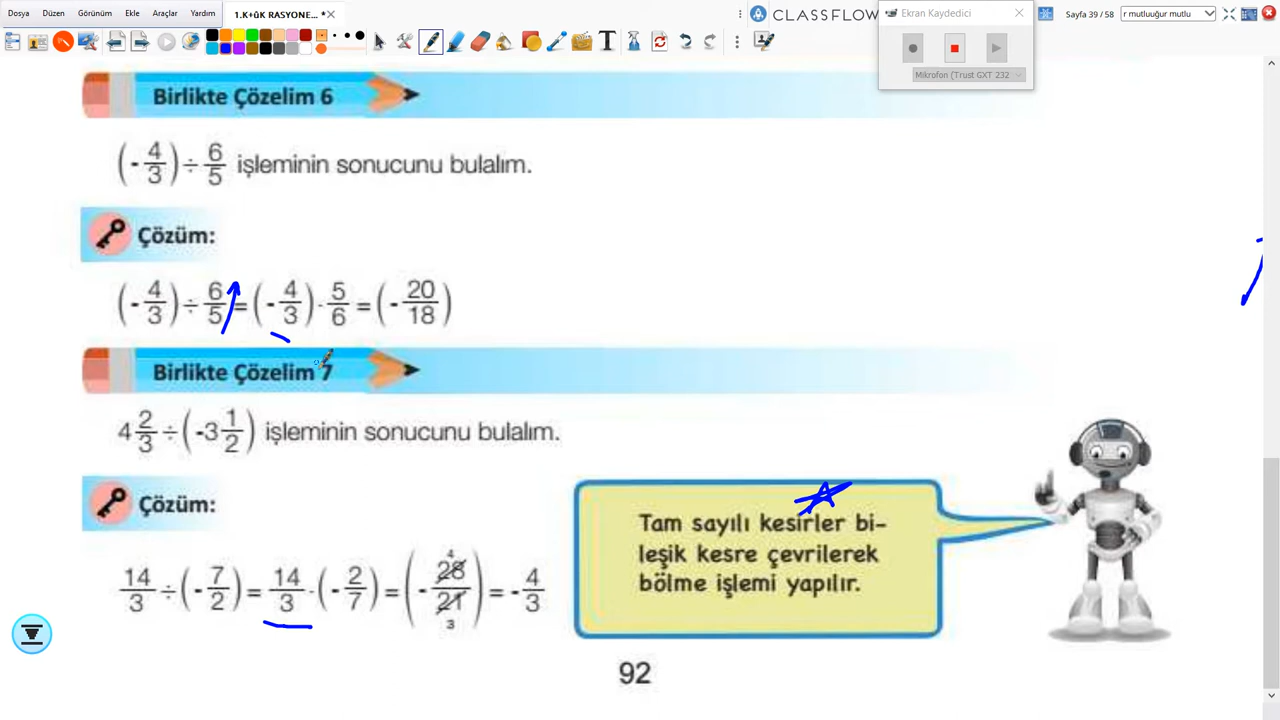 Dosya Düzen Görünüm Ekle Araçlar Yardım 1.K+ûK RASYONE... * CLASSFLOW Ekran Kaydedici Sayfa 39 / 58 r mutluuğur mutlu
Mikrofon (Trust GXT 232
Birlikte Çözelim 6
(- 4/3) ÷ 6/5 işleminin sonucunu bulalım.
Çözüm:
(- 4/3) ÷ 6/5 = (- 4/3) · 5/6 = (- 20/18)
Birlikte Çözelim 7
4 2/3 ÷ (-3 1/2) işleminin sonucunu bulalım.
Çözüm:
14/3 ÷ (- 7/2) = 14/3 · (- 2/7) = (- 28/21) = - 4/3
4
3
Tam sayılı kesirler bi-
leşik kesre çevrilerek
bölme işlemi yapılır.
92